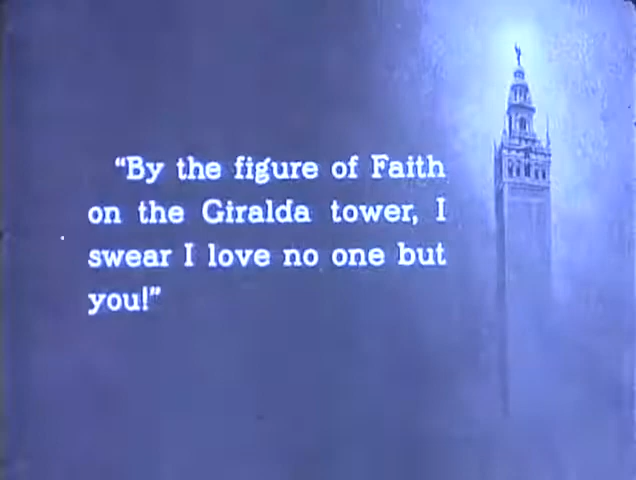 “By the figure of Faith
on the Giralda tower, I
swear I love no one but
you!”